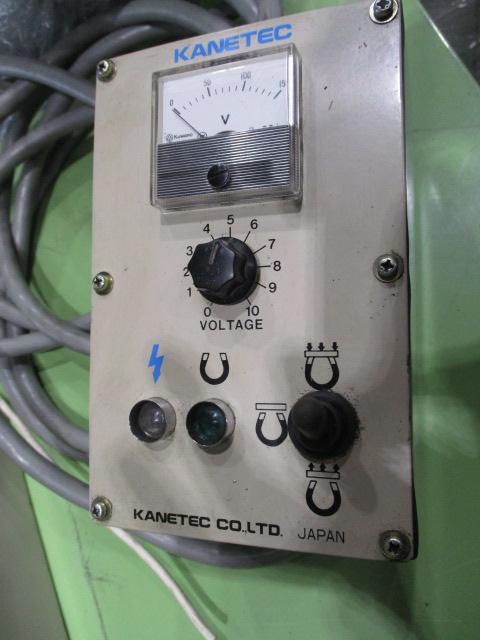 KANETEC
0 50 100 15
V
Kanetec
0 1 2 3 4 5 6 7 8 9 10
VOLTAGE
KANETEC CO.,LTD. JAPAN